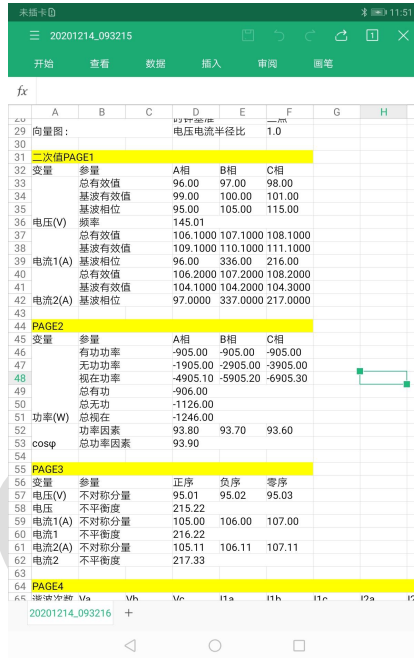 未插卡 11:51
20201214_093215 1
开始 查看 数据 插入 审阅 画笔
fx
A B C D E F G H
29 向量图: 电压电流半径比 1.0
30
31 二次值PAGE1
32 变量 参量 A相 B相 C相
33 总有效值 96.00 97.00 98.00
34 基波有效值 99.00 100.00 101.00
35 基波相位 95.00 105.00 115.00
36 电压(V) 频率 145.01
37 总有效值 106.1000 107.1000 108.1000
38 基波有效值 109.1000 110.1000 111.1000
39 电流1(A) 基波相位 96.00 336.00 216.00
40 总有效值 106.2000 107.2000 108.2000
41 基波有效值 104.1000 104.2000 104.3000
42 电流2(A) 基波相位 97.0000 337.0000 217.0000
43
44 PAGE2
45 变量 参量 A相 B相 C相
46 有功功率 -905.00 -905.00 -905.00
47 无功功率 -1905.00 -2905.00 -3905.00
48 视在功率 -4905.10 -5905.20 -6905.30
49 总有功 -906.00
50 总无功 -1126.00
51 功率(W) 总视在 -1246.00
52 功率因素 93.80 93.70 93.60
53 cosφ 总功率因素 93.90
54
55 PAGE3
56 变量 参量 正序 负序 零序
57 电压(V) 不对称分量 95.01 95.02 95.03
58 电压 不平衡度 215.22
59 电流1(A) 不对称分量 105.00 106.00 107.00
60 电流1 不平衡度 216.22
61 电流2(A) 不对称分量 105.11 106.11 107.11
62 电流2 不平衡度 217.33
63
64 PAGE4
65 谐波次数 Va Vb Vc I1a I1b I1c I2a
20201214_093216 +